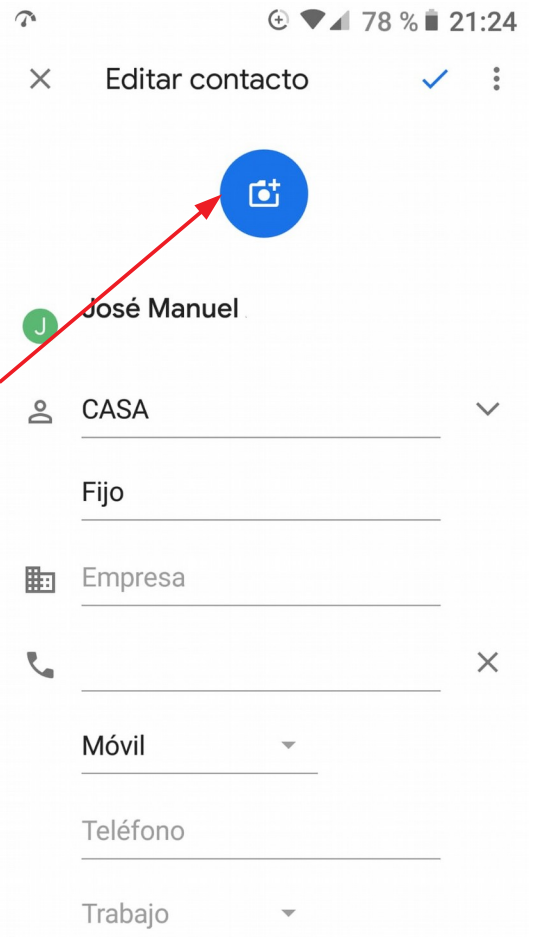 78 % 21:24
Editar contacto
José Manuel
J
CASA
Fijo
Empresa
Móvil
Teléfono
Trabajo